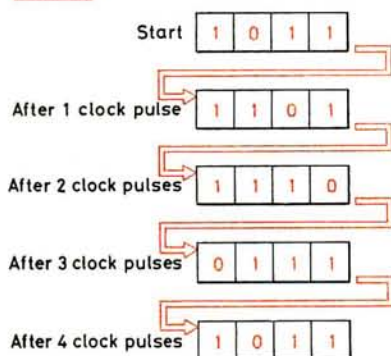 Start 1 0 1 1
After 1 clock pulse 1 1 0 1
After 2 clock pulses 1 1 1 0
After 3 clock pulses 0 1 1 1
After 4 clock pulses 1 0 1 1